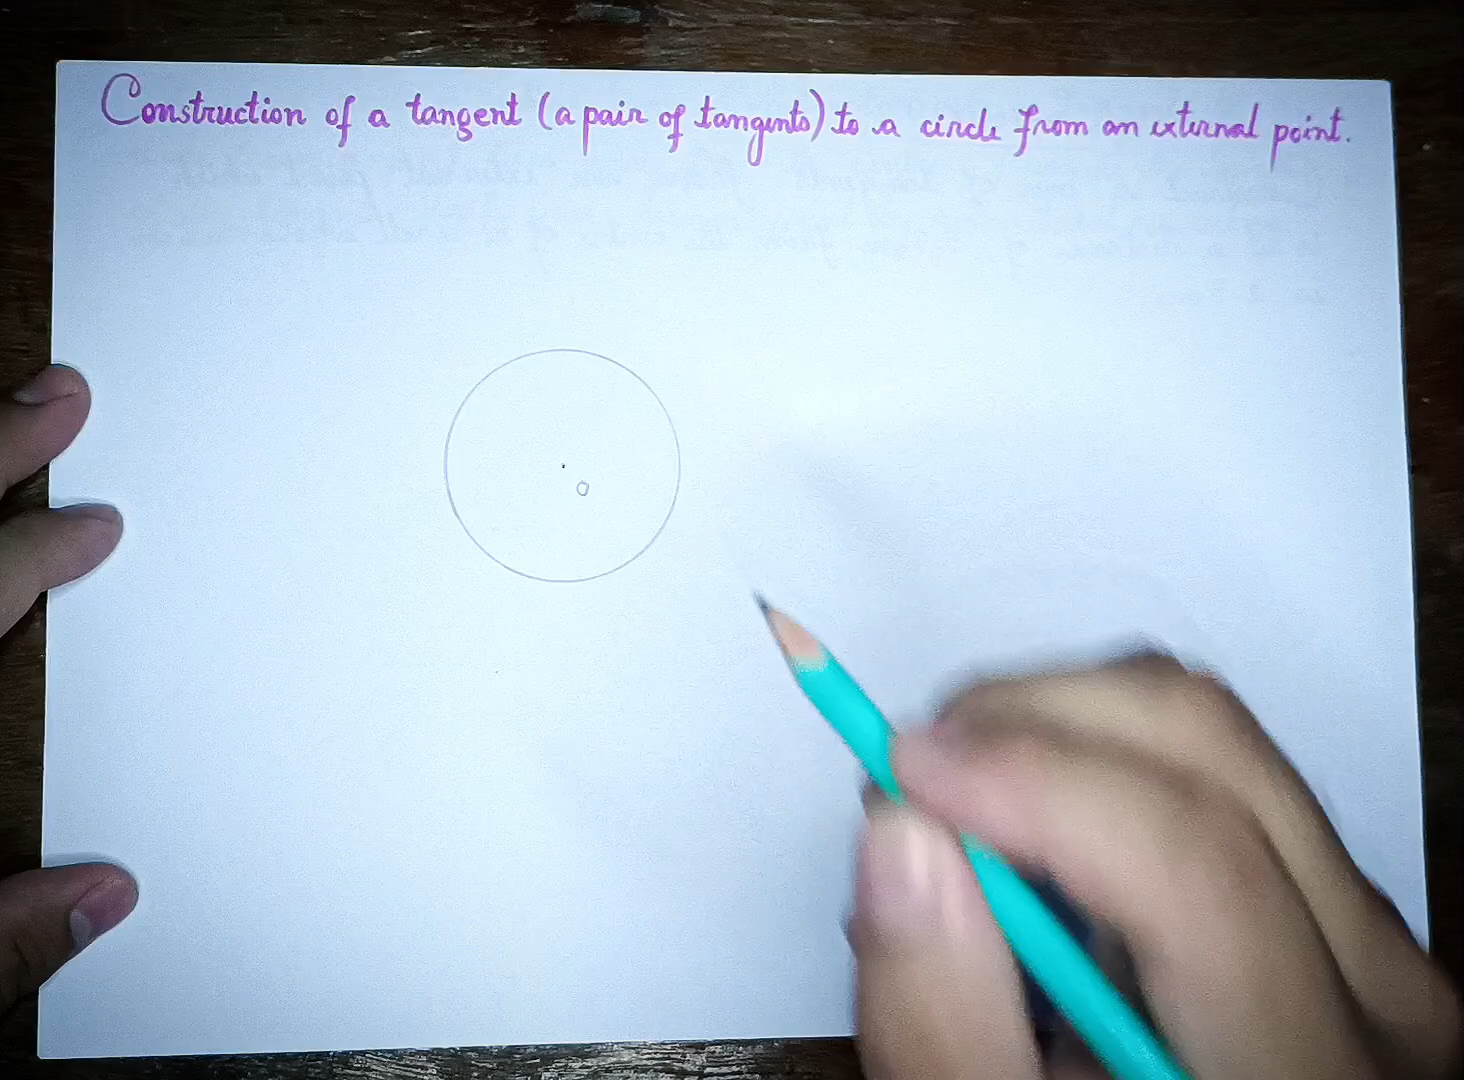 Construction of a tangent (a pair of tangents) to a circle from an external point.
O